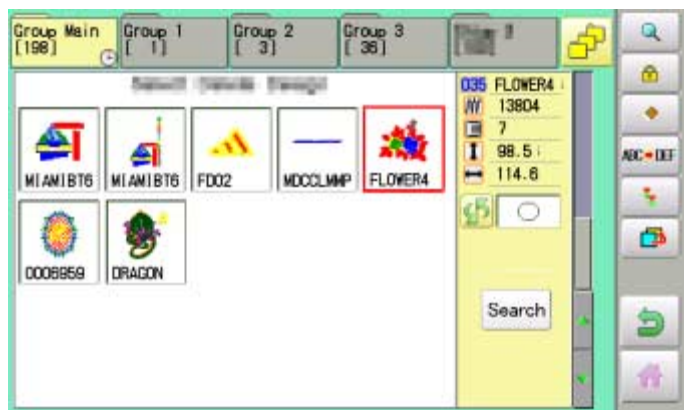 Group Main
[198]
Group 1
[ 1]
Group 2
[ 3]
Group 3
[ 36]
035 FLOWER4
13804
7
98.5
114.6
ABC DEF
MIAMIBT6
MIAMIBT6
FD02
MDCCLMMP
FLOWER4
0006959
DRAGON
Search